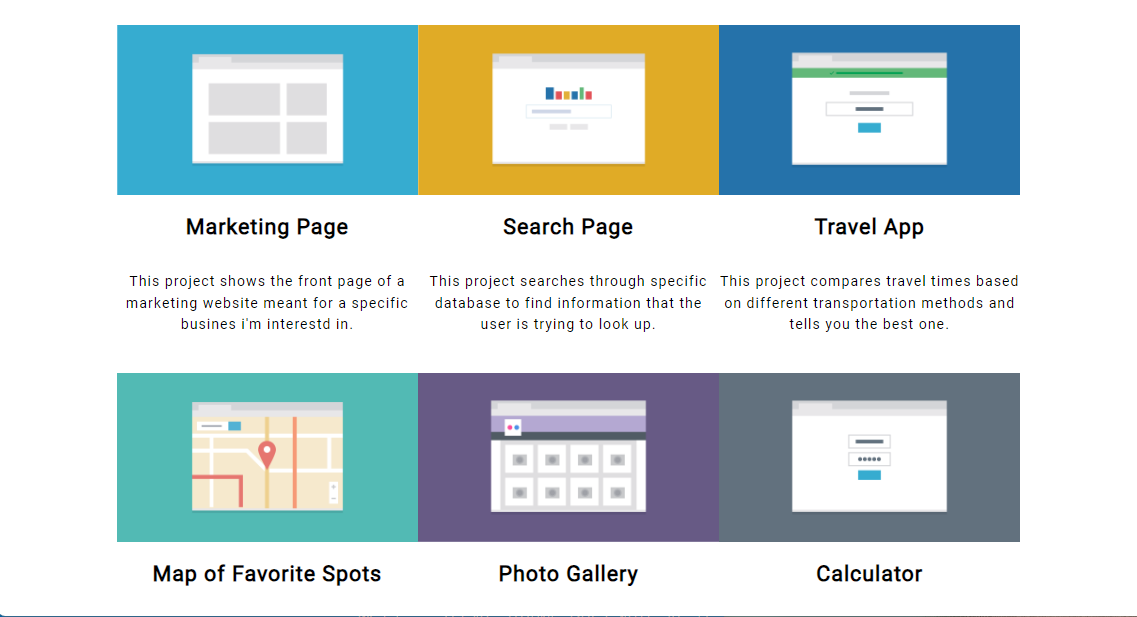 Marketing Page
Search Page
Travel App
This project shows the front page of a
marketing website meant for a specific
busines i'm interestd in.
This project searches through specific
database to find information that the
user is trying to look up.
This project compares travel times based
on different transportation methods and
tells you the best one.
Map of Favorite Spots
Photo Gallery
Calculator